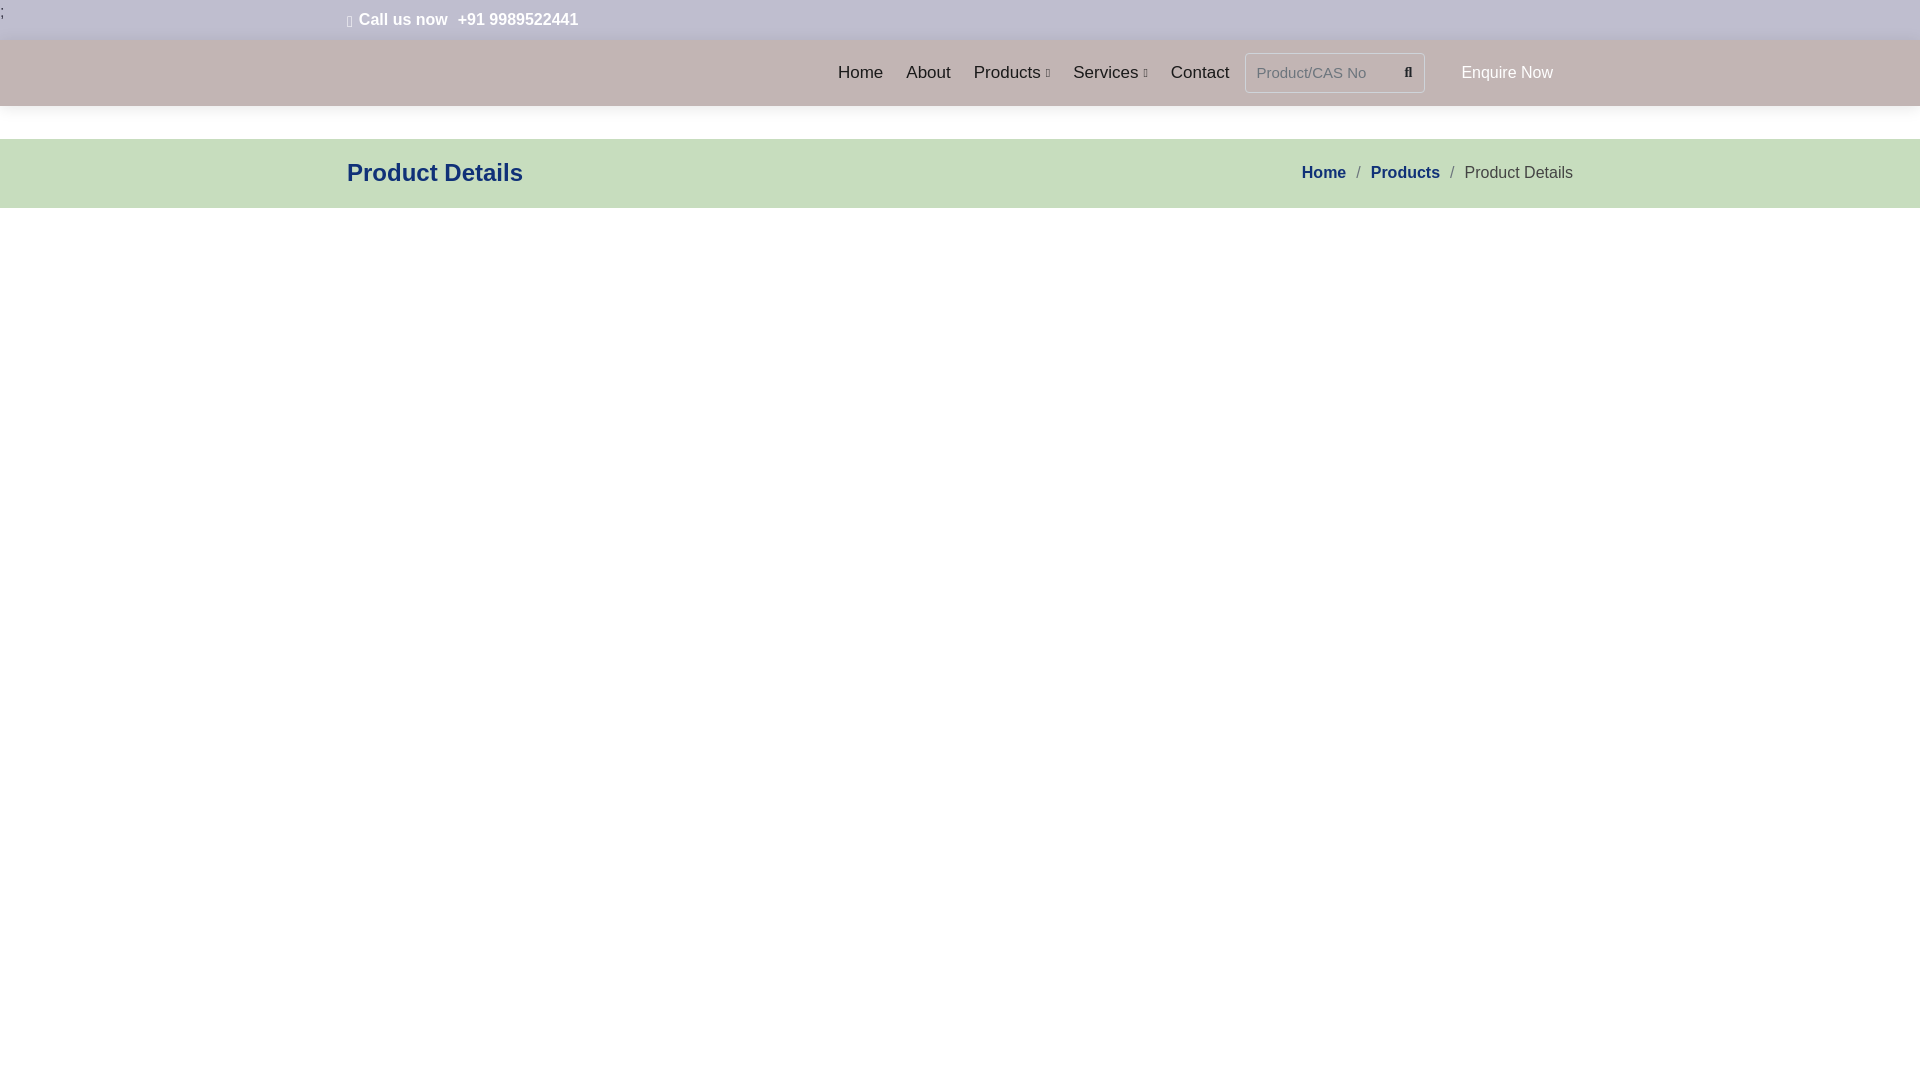 ;
Call us now +91 9989522441
Home About Products Services Contact Product/CAS No Enquire Now
Product Details
Home / Products / Product Details